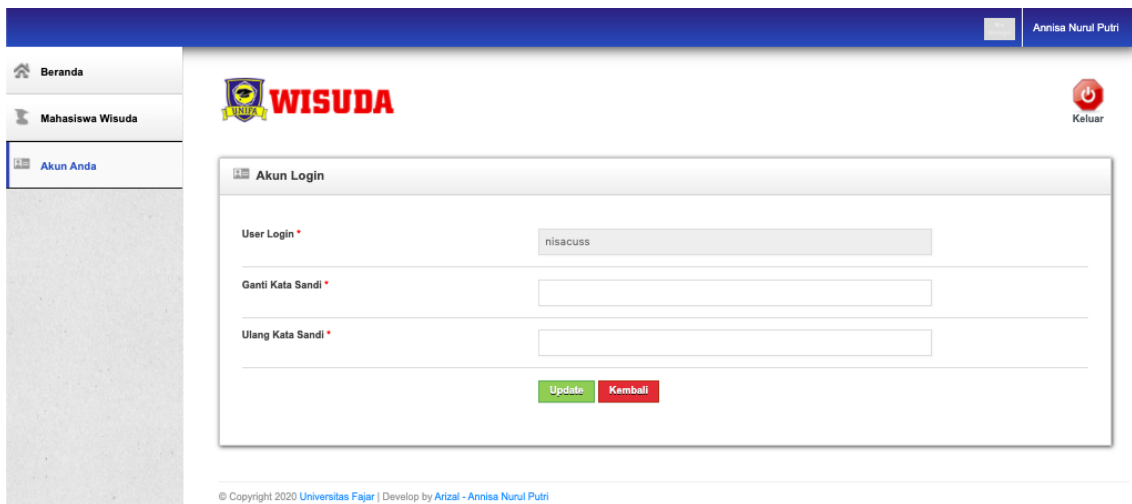 Annisa Nurul Putri
Beranda
Mahasiswa Wisuda
Akun Anda
UNIFA
WISUDA
Keluar
Akun Login
User Login *
nisacuss
Ganti Kata Sandi *
Ulang Kata Sandi *
Update Kembali
© Copyright 2020 Universitas Fajar | Develop by Arizal - Annisa Nurul Putri